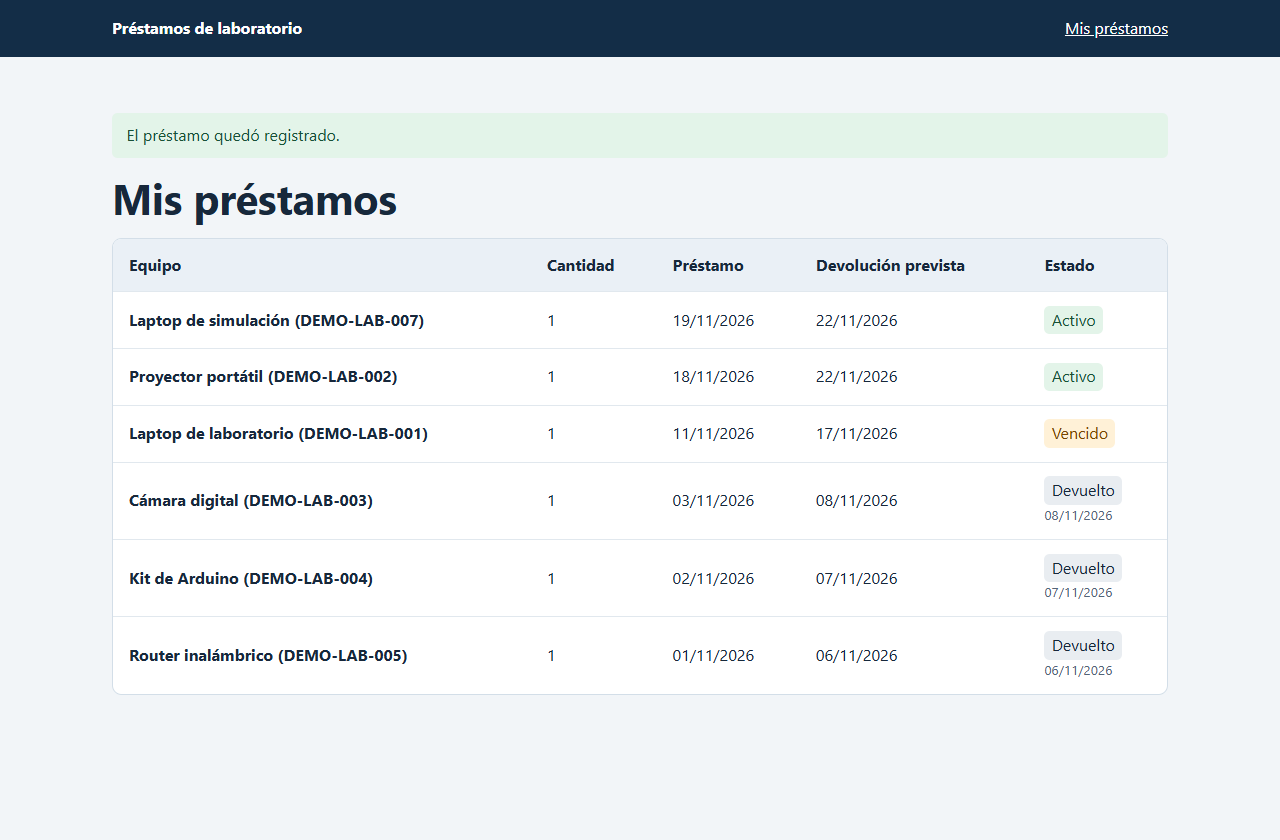 Préstamos de laboratorio
Mis préstamos
El préstamo quedó registrado.
Mis préstamos
Equipo Cantidad Préstamo Devolución prevista Estado
Laptop de simulación (DEMO-LAB-007) 1 19/11/2026 22/11/2026 Activo
Proyector portátil (DEMO-LAB-002) 1 18/11/2026 22/11/2026 Activo
Laptop de laboratorio (DEMO-LAB-001) 1 11/11/2026 17/11/2026 Vencido
Cámara digital (DEMO-LAB-003) 1 03/11/2026 08/11/2026 Devuelto
08/11/2026
Kit de Arduino (DEMO-LAB-004) 1 02/11/2026 07/11/2026 Devuelto
07/11/2026
Router inalámbrico (DEMO-LAB-005) 1 01/11/2026 06/11/2026 Devuelto
06/11/2026